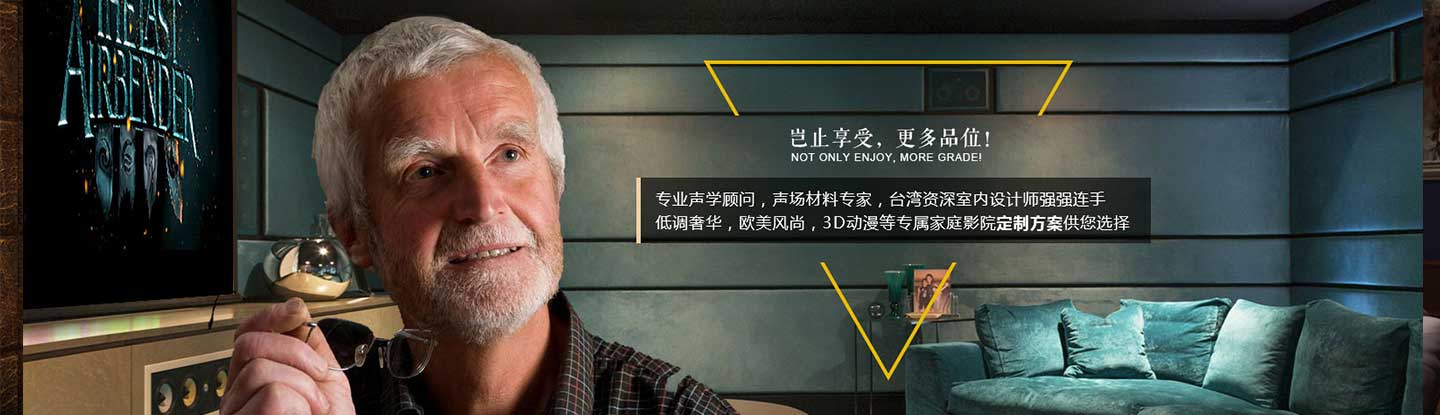 THE LAST
AIRBENDER
岂止享受，更多品位！
NOT ONLY ENJOY, MORE GRADE!
专业声学顾问，声场材料专家，台湾资深室内设计师强强连手
低调奢华，欧美风尚，3D动漫等专属家庭影院定制方案供您选择